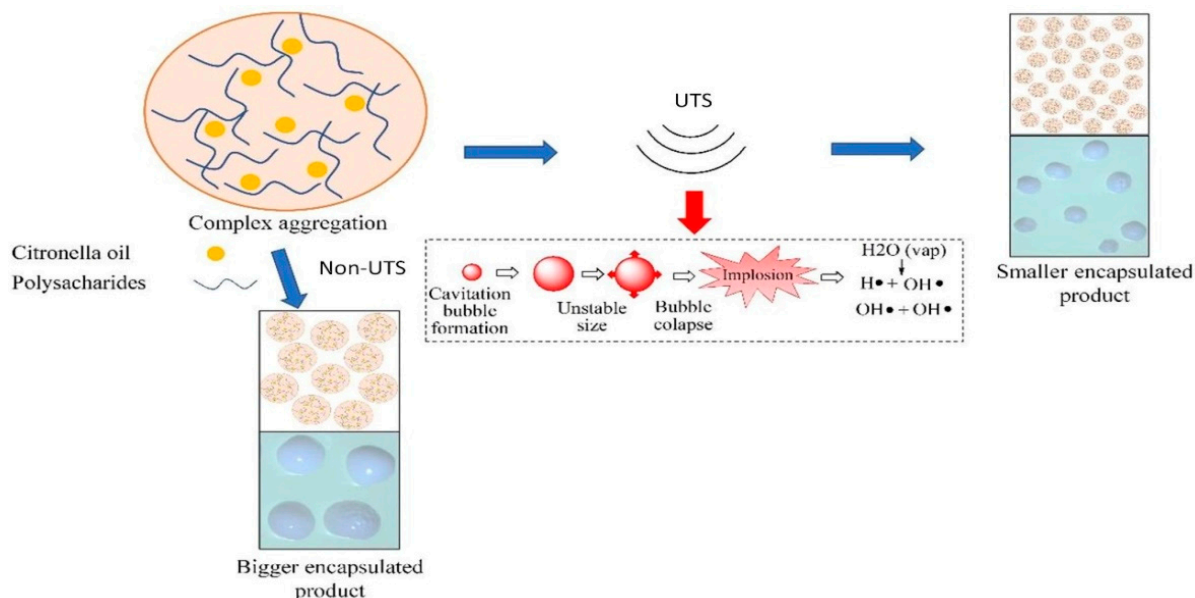 UTS
Complex aggregation
Citronella oil
Polysacharides
Non-UTS
Cavitation
bubble
formation
Unstable
size
Bubble
colapse
Implosion
H2O (vap)
H● + OH●
OH● + OH●
Smaller encapsulated
product
Bigger encapsulated
product